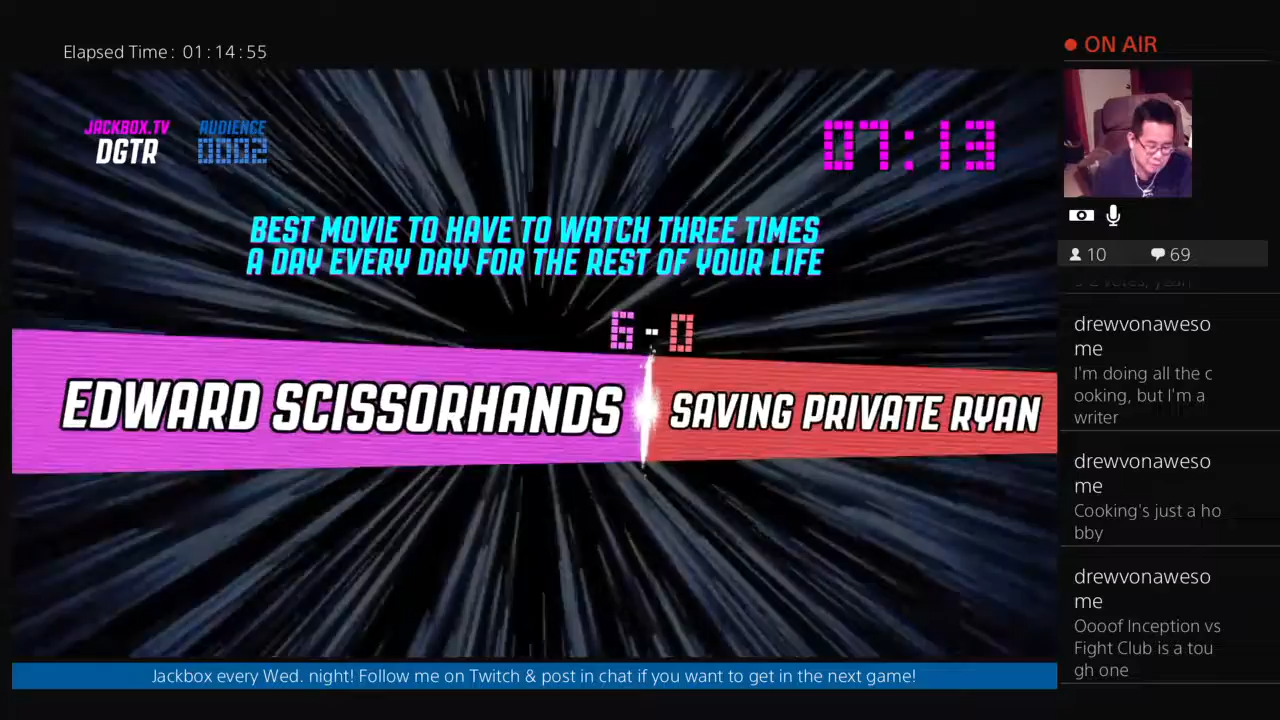 Elapsed Time: 01:14:55
ON AIR
JACKBOX.TV
DGTR
AUDIENCE
0002
07:13
BEST MOVIE TO HAVE TO WATCH THREE TIMES
A DAY EVERY DAY FOR THE REST OF YOUR LIFE
6-0
EDWARD SCISSORHANDS
SAVING PRIVATE RYAN
10
69
drewvonaweso
me
I'm doing all the c
ooking, but I'm a
writer
drewvonaweso
me
Cooking's just a ho
bby
drewvonaweso
me
Oooof Inception vs
Fight Club is a tou
gh one
Jackbox every Wed. night! Follow me on Twitch & post in chat if you want to get in the next game!